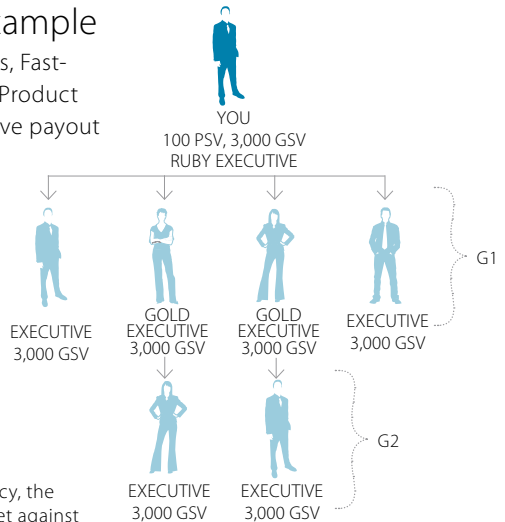 ample
s, Fast-
Product
ve payout
YOU
100 PSV, 3,000 GSV
RUBY EXECUTIVE
G1
EXECUTIVE
3,000 GSV
GOLD
EXECUTIVE
3,000 GSV
GOLD
EXECUTIVE
3,000 GSV
EXECUTIVE
3,000 GSV
G2
EXECUTIVE
3,000 GSV
EXECUTIVE
3,000 GSV
cy, the
et against